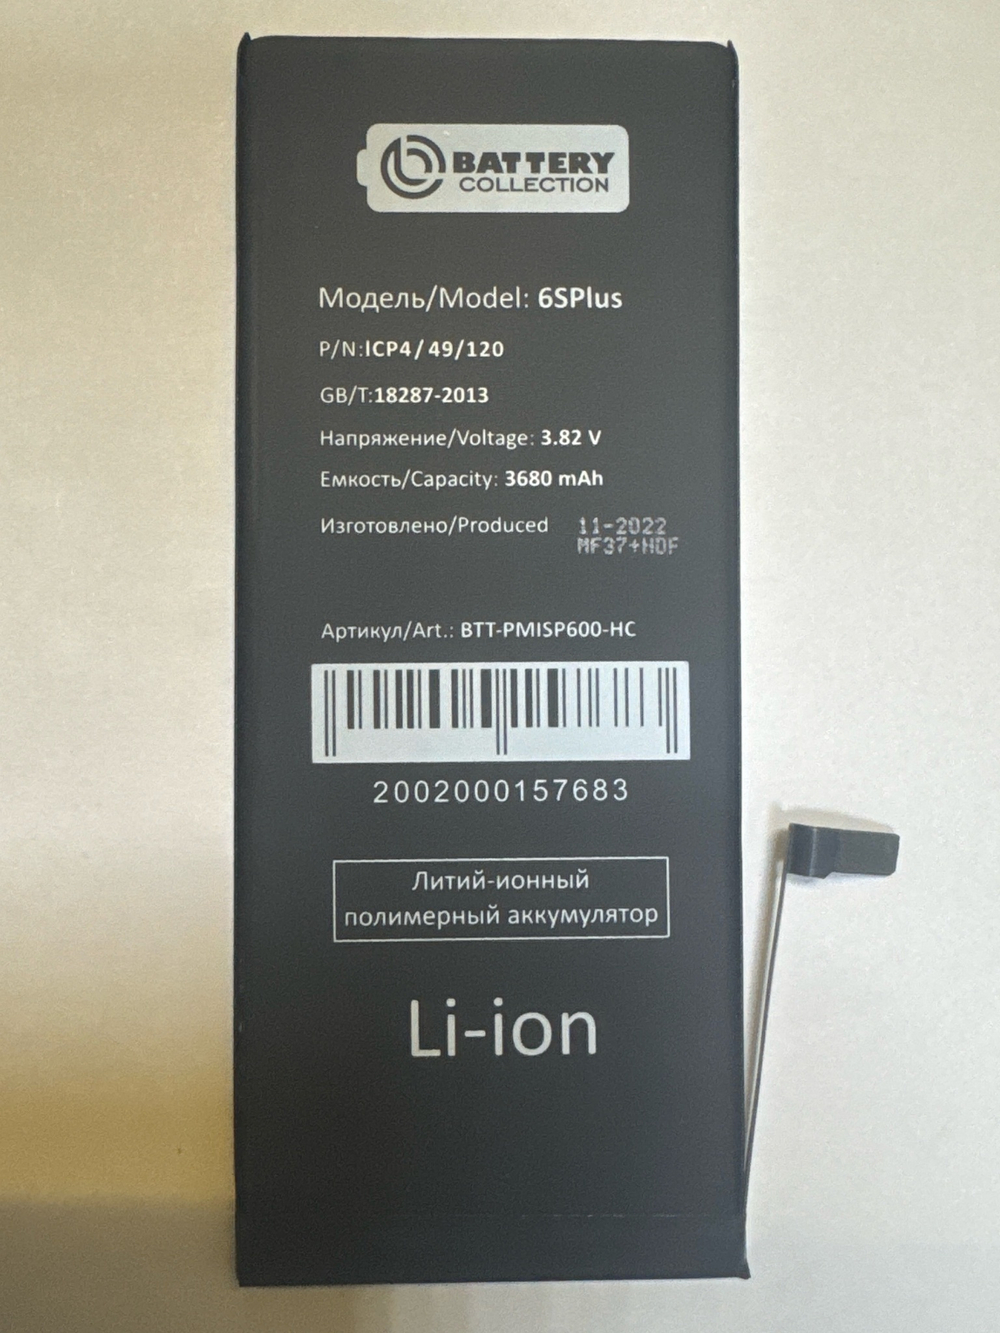 BATTERY
COLLECTION
Модель/Model: 6SPlus
P/N:ICP4/49/120
GB/T:18287-2013
Напряжение/Voltage: 3.82 V
Емкость/Capacity: 3680 mAh
Изготовлено/Produced 11-2022
MF37+HDF
Артикул/Art.: BTT-PMISP600-HC
2002000157683
Литий-ионный
полимерный аккумулятор
Li-ion